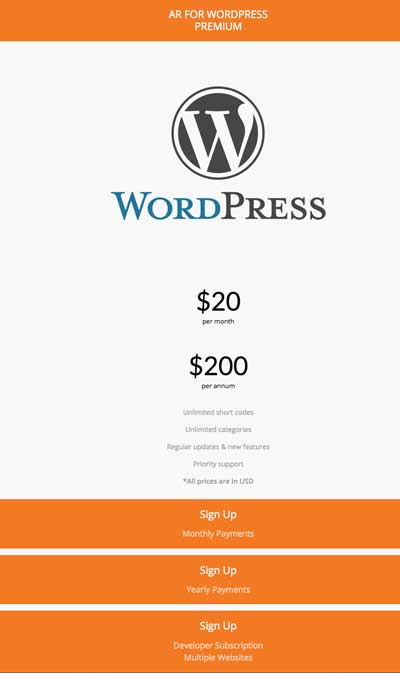 AR FOR WORDPRESS
PREMIUM
W
WORDPRESS
$20
per month
$200
per annum
Unlimited short codes
Unlimited categories
Regular updates & new features
Priority support
*All prices are in USD
Sign Up
Monthly Payments
Sign Up
Yearly Payments
Sign Up
Developer Subscription
Multiple Websites